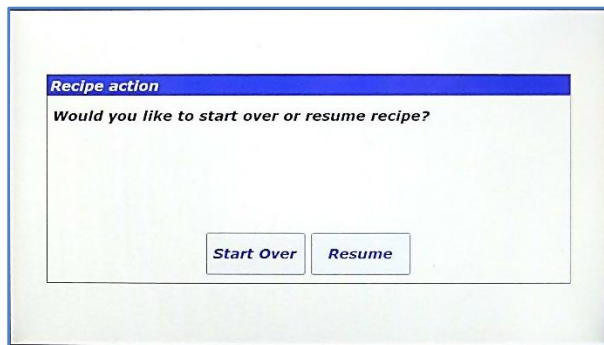 Recipe action
Would you like to start over or resume recipe?
Start Over
Resume